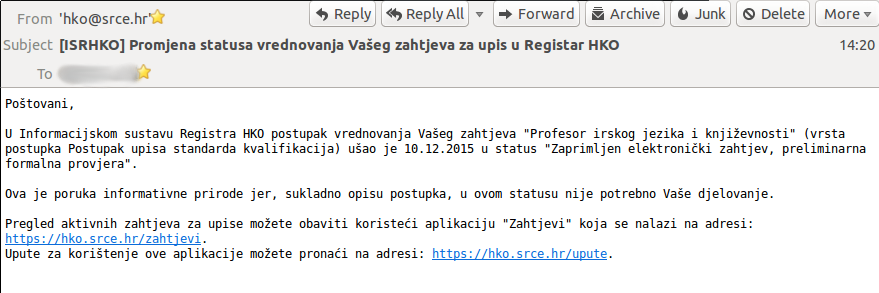 From 'hko@srce.hr' Reply Reply All Forward Archive Junk Delete More
Subject [ISRHKO] Promjena statusa vrednovanja Vašeg zahtjeva za upis u Registar HKO 14:20
To
Poštovani,
U Informacijskom sustavu Registra HKO postupak vrednovanja Vašeg zahtjeva "Profesor irskog jezika i književnosti" (vrsta
postupka Postupak upisa standarda kvalifikacija) ušao je 10.12.2015 u status "Zaprimljen elektronički zahtjev, preliminarna
formalna provjera".
Ova je poruka informativne prirode jer, sukladno opisu postupka, u ovom statusu nije potrebno Vaše djelovanje.
Pregled aktivnih zahtjeva za upise možete obaviti koristeći aplikaciju "Zahtjevi" koja se nalazi na adresi:
https://hko.srce.hr/zahtjevi.
Upute za korištenje ove aplikacije možete pronaći na adresi: https://hko.srce.hr/upute.